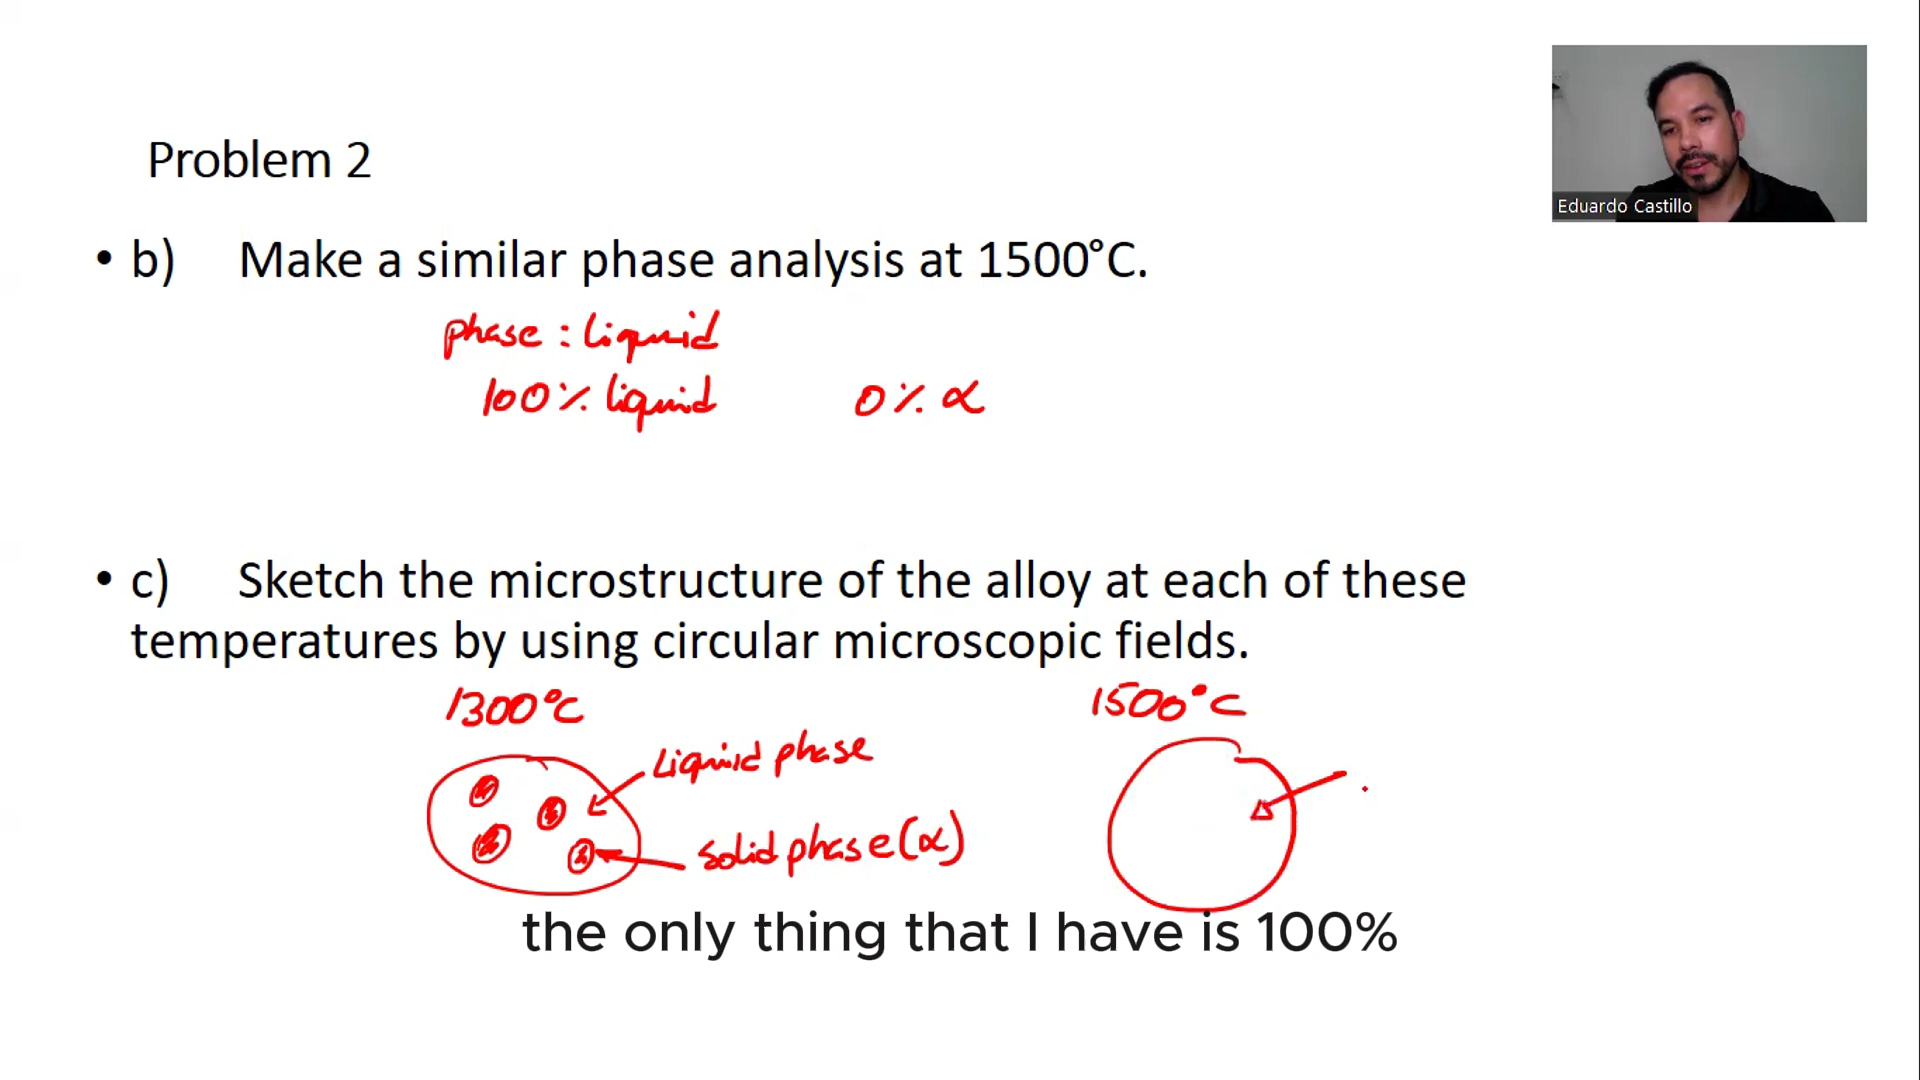 Problem 2
Eduardo Castillo
• b) Make a similar phase analysis at 1500°C.
phase : liquid
100% liquid 0% α
• c) Sketch the microstructure of the alloy at each of these
temperatures by using circular microscopic fields.
1300°C
1500°C
Liquid phase
solid phase (α)
the only thing that I have is 100%